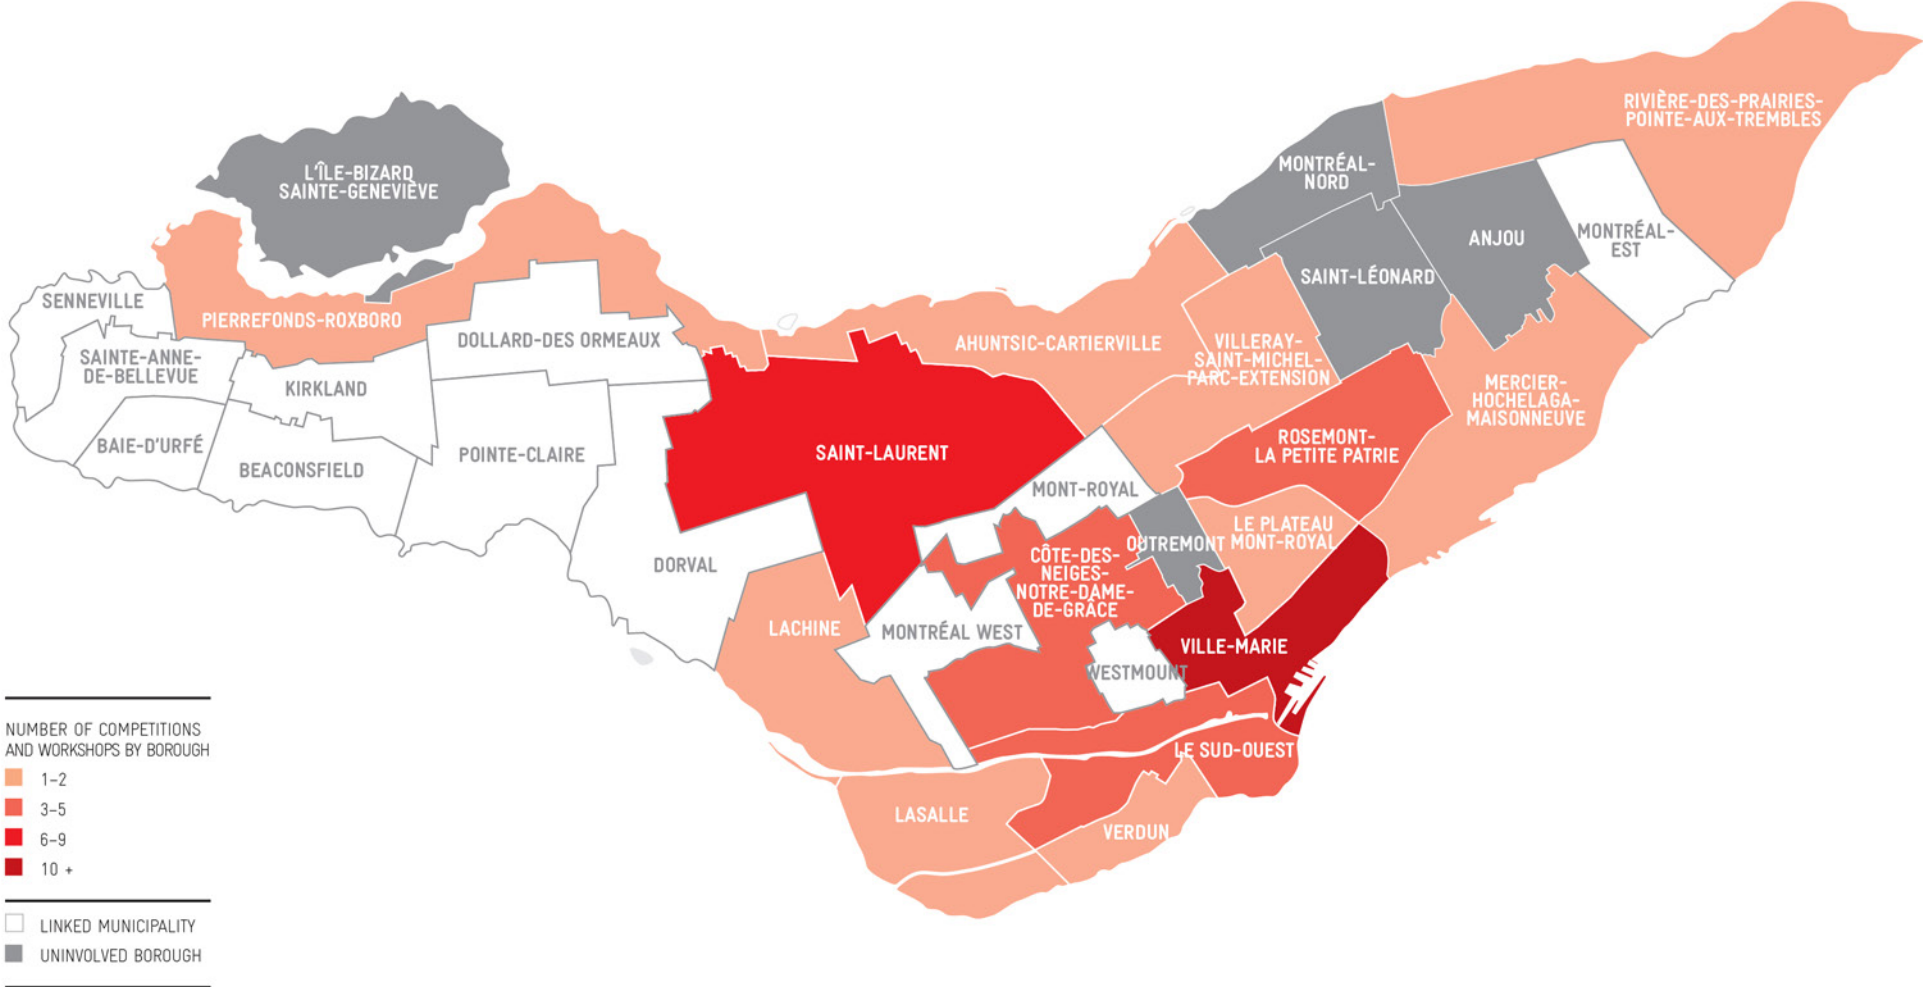 RIVIÈRE-DES-PRAIRIES-
POINTE-AUX-TREMBLES
MONTRÉAL-
NORD
L'ÎLE-BIZARD
SAINTE-GENEVIÈVE
ANJOU
MONTRÉAL-
EST
SAINT-LÉONARD
SENNEVILLE
PIERREFONDS-ROXBORO
DOLLARD-DES ORMEAUX
AHUNTSIC-CARTIERVILLE
VILLERAY-
SAINT-MICHEL-
PARC-EXTENSION
SAINTE-ANNE-
DE-BELLEVUE
KIRKLAND
MERCIER-
HOCHELAGA-
MAISONNEUVE
BAIE-D'URFÉ
BEACONSFIELD
POINTE-CLAIRE
SAINT-LAURENT
ROSEMONT-
LA PETITE PATRIE
MONT-ROYAL
LE PLATEAU
MONT-ROYAL
OUTREMONT
DORVAL
CÔTE-DES-
NEIGES-
NOTRE-DAME-
DE-GRÂCE
LACHINE
MONTRÉAL WEST
VILLE-MARIE
WESTMOUNT
LE SUD-OUEST
LASALLE
VERDUN
NUMBER OF COMPETITIONS
AND WORKSHOPS BY BOROUGH
1–2
3–5
6–9
10 +
LINKED MUNICIPALITY
UNINVOLVED BOROUGH